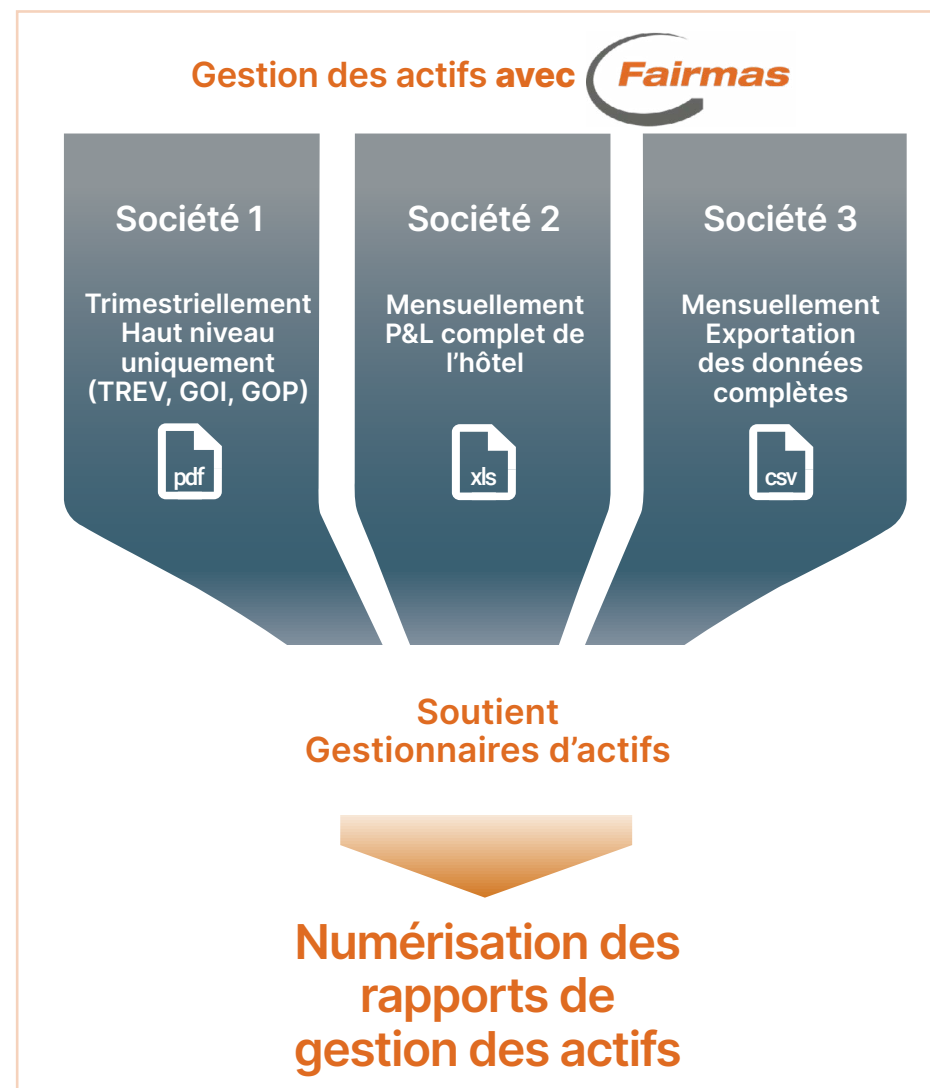 Gestion des actifs avec Fairmas
Société 1
Trimestriellement
Haut niveau
uniquement
(TREV, GOI, GOP)
pdf
Société 2
Mensuellement
P&L complet de
l’hôtel
xls
Société 3
Mensuellement
Exportation
des données
complètes
csv
Soutient
Gestionnaires d’actifs
Numérisation des
rapports de
gestion des actifs